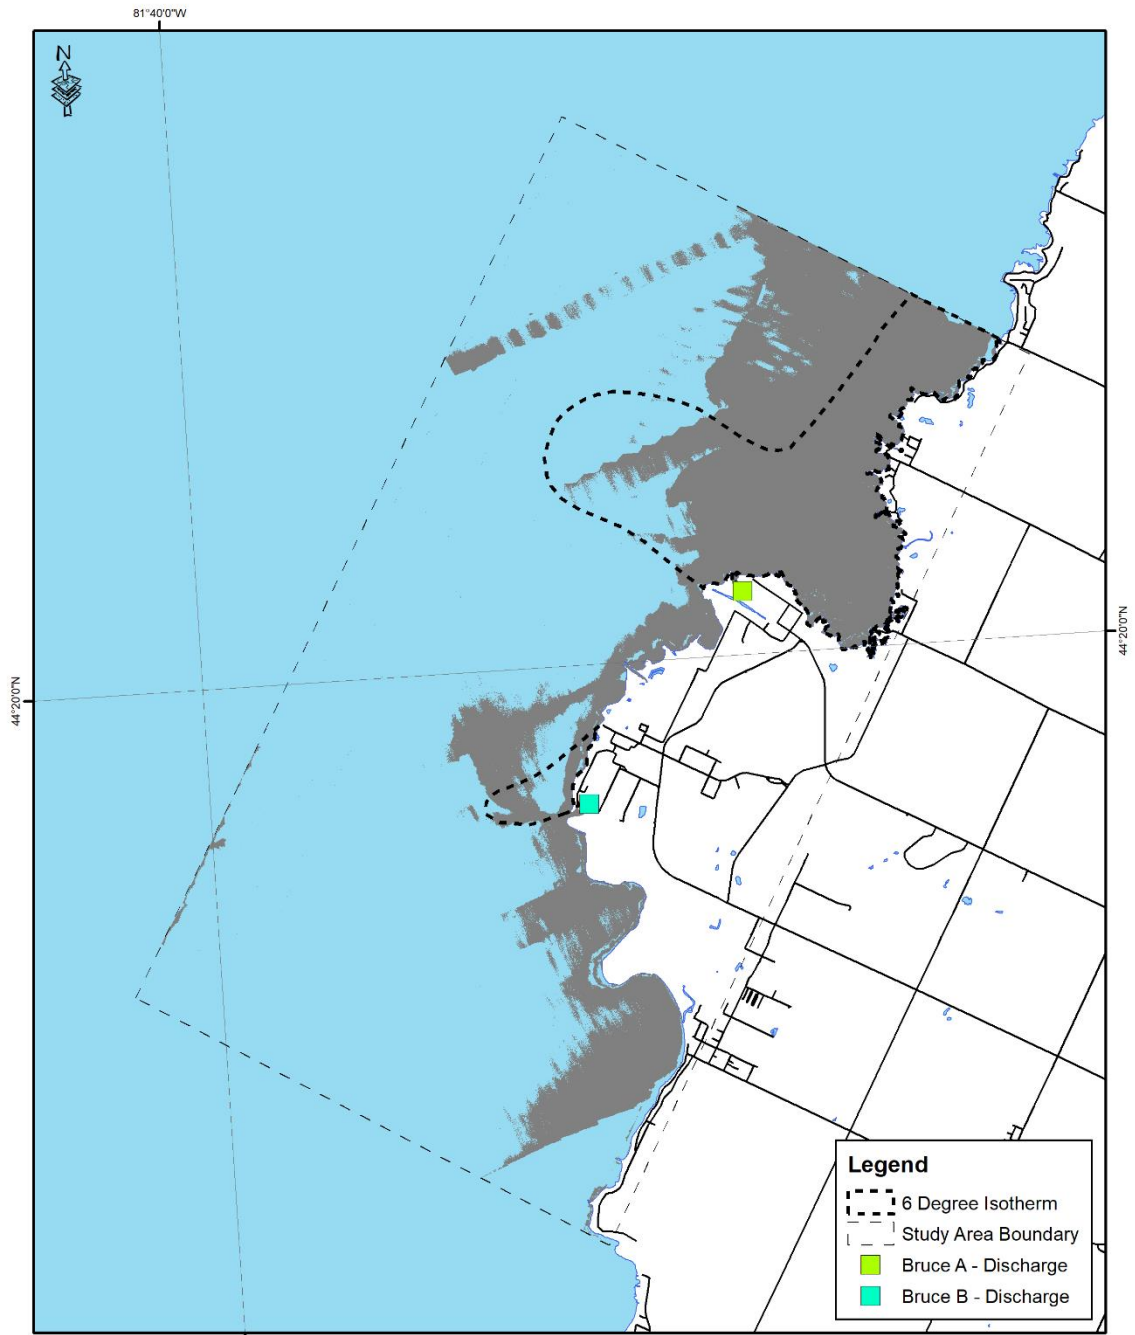 81°40'0"W
N
44°20'0"N
44°20'0"N
Legend
6 Degree Isotherm
Study Area Boundary
Bruce A - Discharge
Bruce B - Discharge